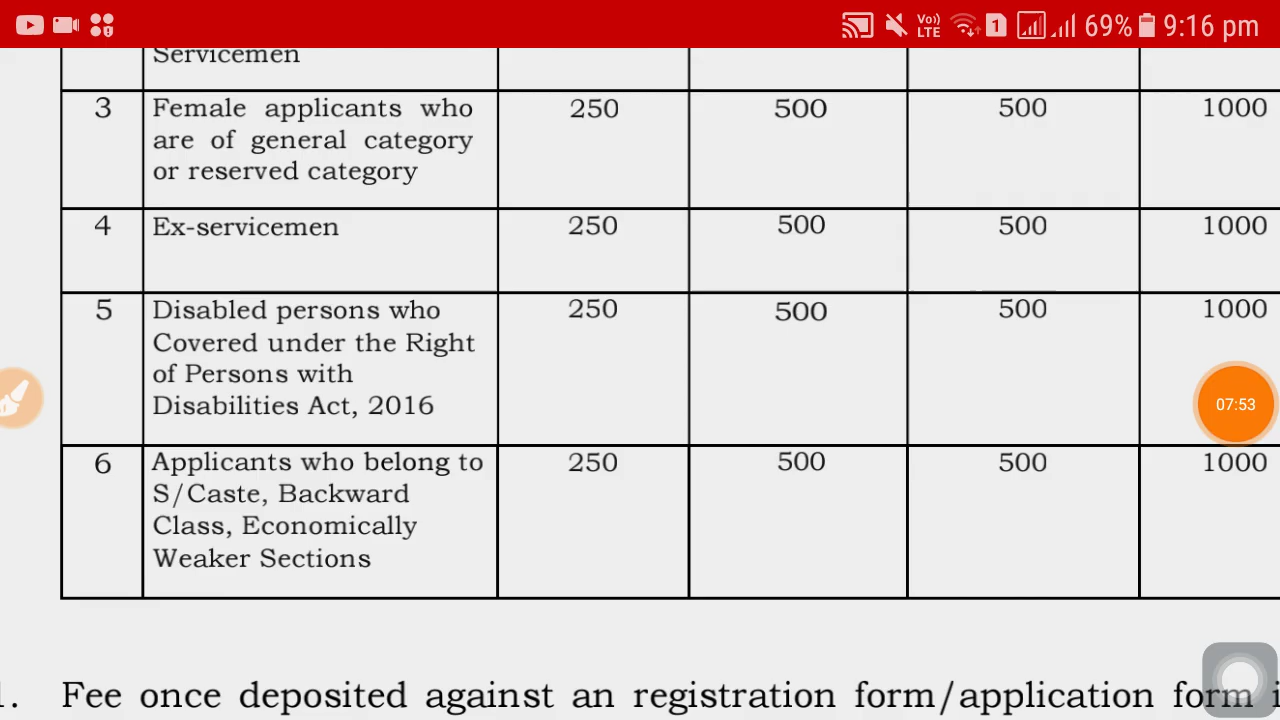 Vo)) LTE 1 69% 9:16 pm
Servicemen
3 Female applicants who 250 500 500 1000
are of general category
or reserved category
4 Ex-servicemen 250 500 500 1000
5 Disabled persons who 250 500 500 1000
Covered under the Right
of Persons with
Disabilities Act, 2016
07:53
6 Applicants who belong to 250 500 500 1000
S/Caste, Backward
Class, Economically
Weaker Sections
. Fee once deposited against an registration form/application form